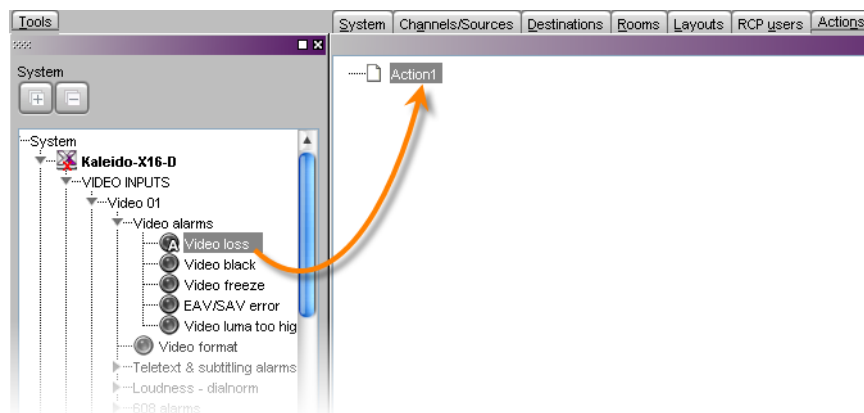 Tools
System Channels/Sources Destinations Rooms Layouts RCP users Actions
System
Action1
System
Kaleido-X16-D
VIDEO INPUTS
Video 01
Video alarms
Video loss
Video black
Video freeze
EAV/SAV error
Video luma too hig
Video format
Teletext & subtitling alarms
Loudness - dialnorm
608 alarms